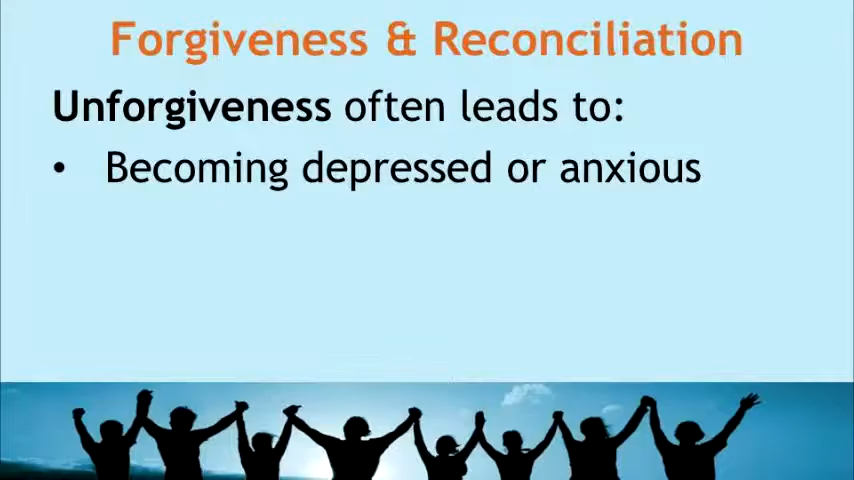 Forgiveness & Reconciliation
Unforgiveness often leads to:
• Becoming depressed or anxious